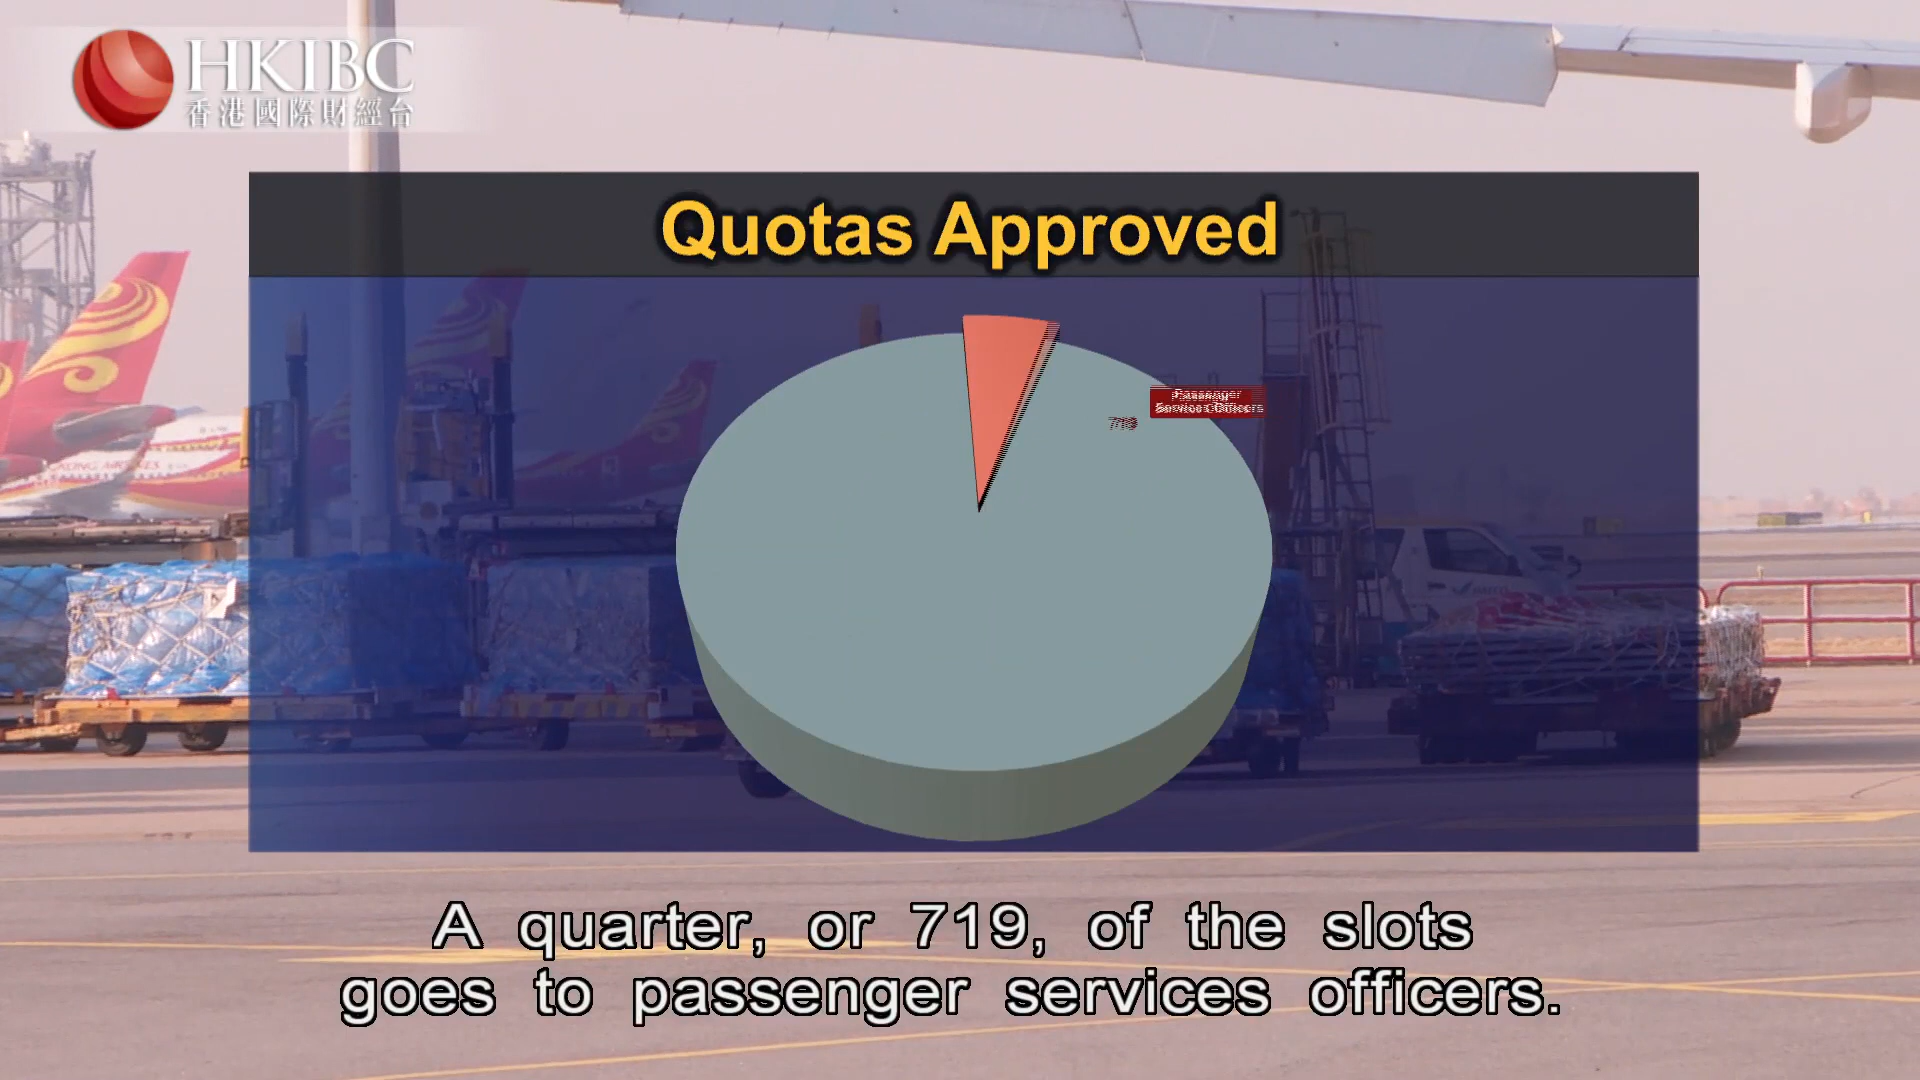 HKIBC
香港國際財經台
Quotas Approved
Passenger
Services Officers
719
A quarter, or 719, of the slots
goes to passenger services officers.